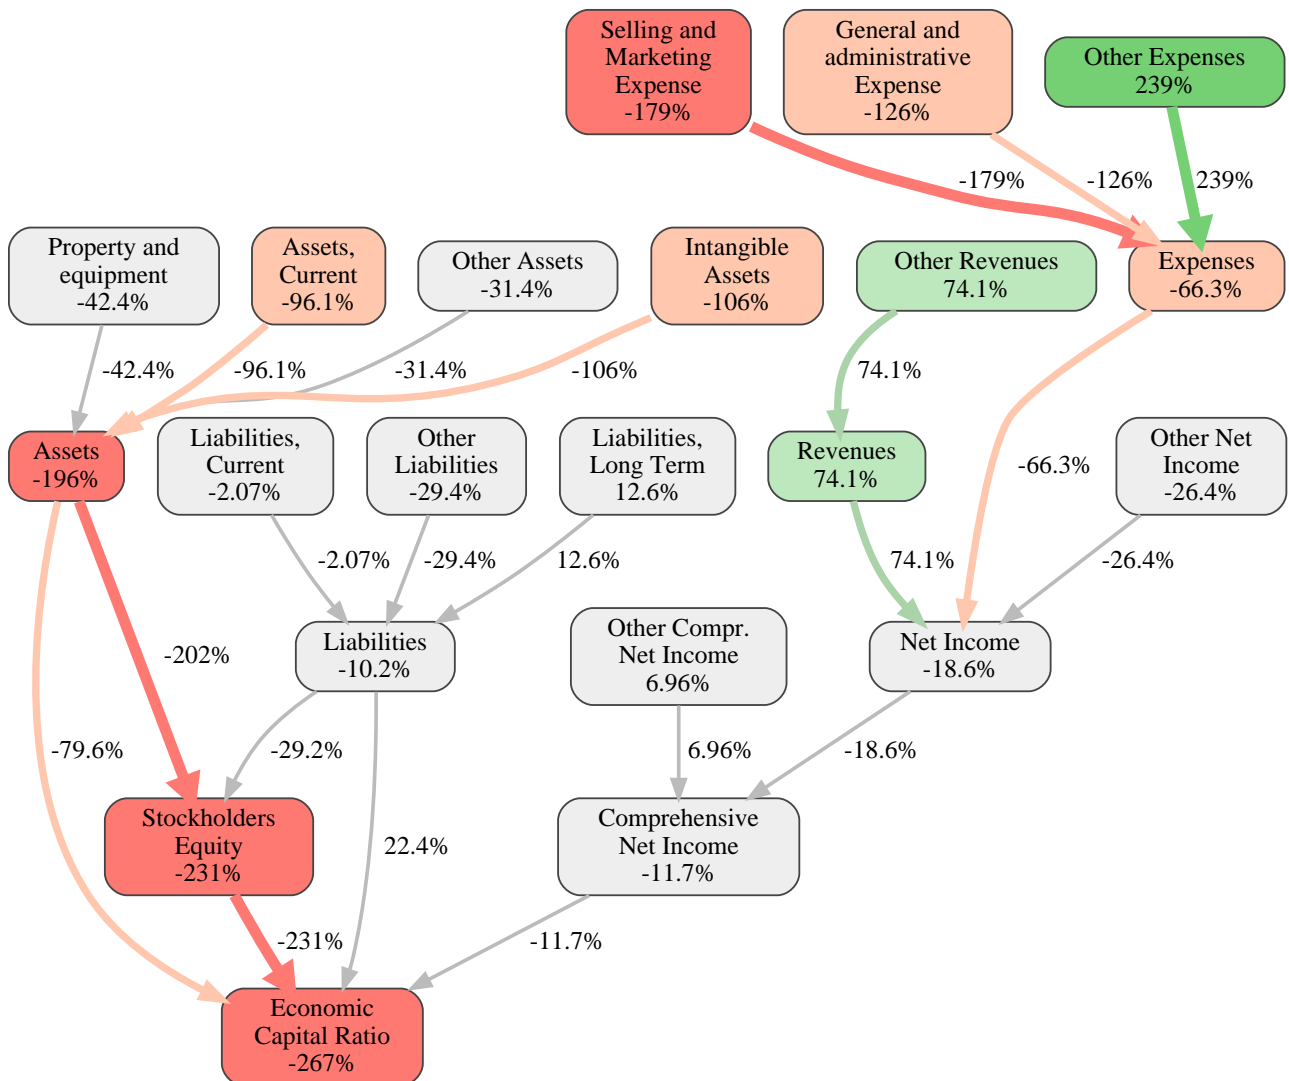 Selling and
Marketing
Expense
-179%
General and
administrative
Expense
-126%
Other Expenses
239%
-179%
-126%
239%
Property and
equipment
-42.4%
Assets,
Current
-96.1%
Other Assets
-31.4%
Intangible
Assets
-106%
Other Revenues
74.1%
Expenses
-66.3%
-42.4%
-96.1%
-31.4%
-106%
74.1%
-66.3%
Assets
-196%
Liabilities,
Current
-2.07%
Other
Liabilities
-29.4%
Liabilities,
Long Term
12.6%
Revenues
74.1%
Other Net
Income
-26.4%
-2.07%
-29.4%
12.6%
74.1%
-26.4%
-202%
Liabilities
-10.2%
Other Compr.
Net Income
6.96%
Net Income
-18.6%
-79.6%
-29.2%
6.96%
-18.6%
Stockholders
Equity
-231%
22.4%
Comprehensive
Net Income
-11.7%
-231%
-11.7%
Economic
Capital Ratio
-267%